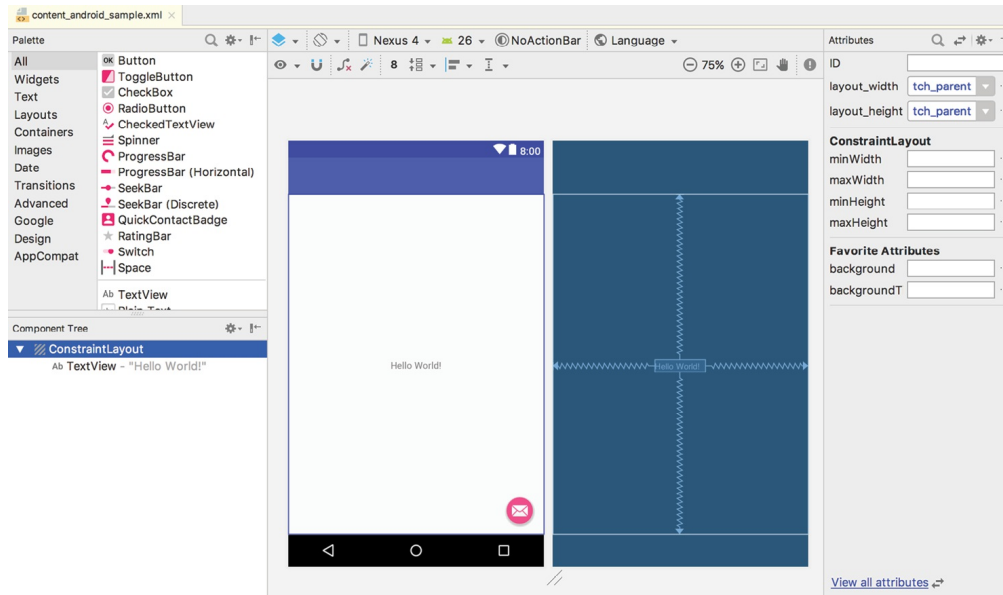 content_android_sample.xml
Palette
All
Widgets
Text
Layouts
Containers
Images
Date
Transitions
Advanced
Google
Design
AppCompat
OK Button
ToggleButton
CheckBox
RadioButton
CheckedTextView
Spinner
ProgressBar
ProgressBar (Horizontal)
SeekBar
SeekBar (Discrete)
QuickContactBadge
RatingBar
Switch
Space
Ab TextView
Component Tree
ConstraintLayout
Ab TextView - "Hello World!"
Nexus 4 26 NoActionBar Language
8 75%
8:00
Hello World!
Hello World!
Attributes
ID
layout_width tch_parent
layout_height tch_parent
ConstraintLayout
minWidth
maxWidth
minHeight
maxHeight
Favorite Attributes
background
backgroundT
View all attributes